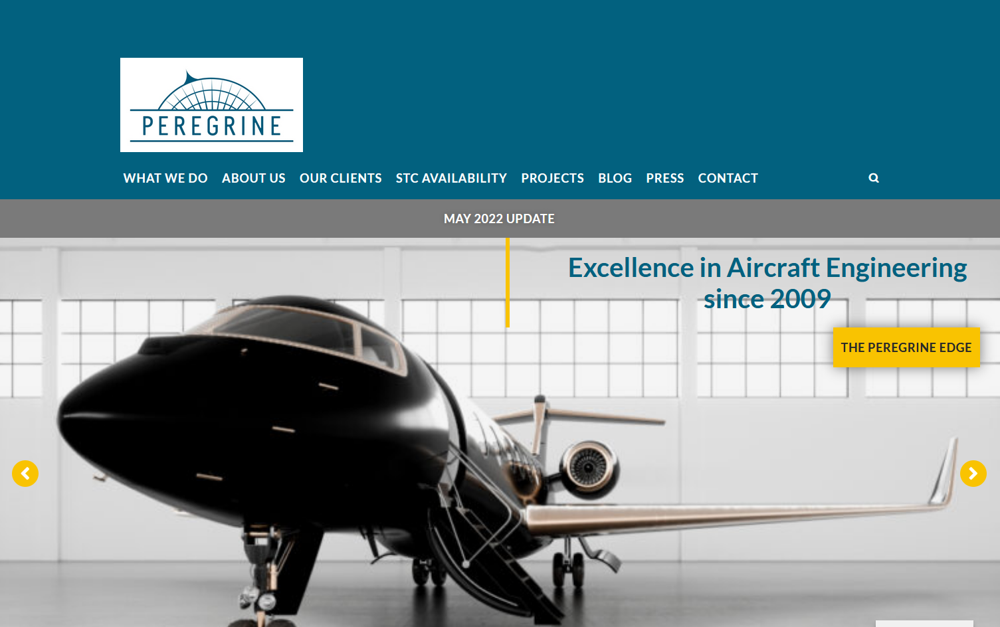 PEREGRINE
WHAT WE DO ABOUT US OUR CLIENTS STC AVAILABILITY PROJECTS BLOG PRESS CONTACT
MAY 2022 UPDATE
Excellence in Aircraft Engineering
since 2009
THE PEREGRINE EDGE